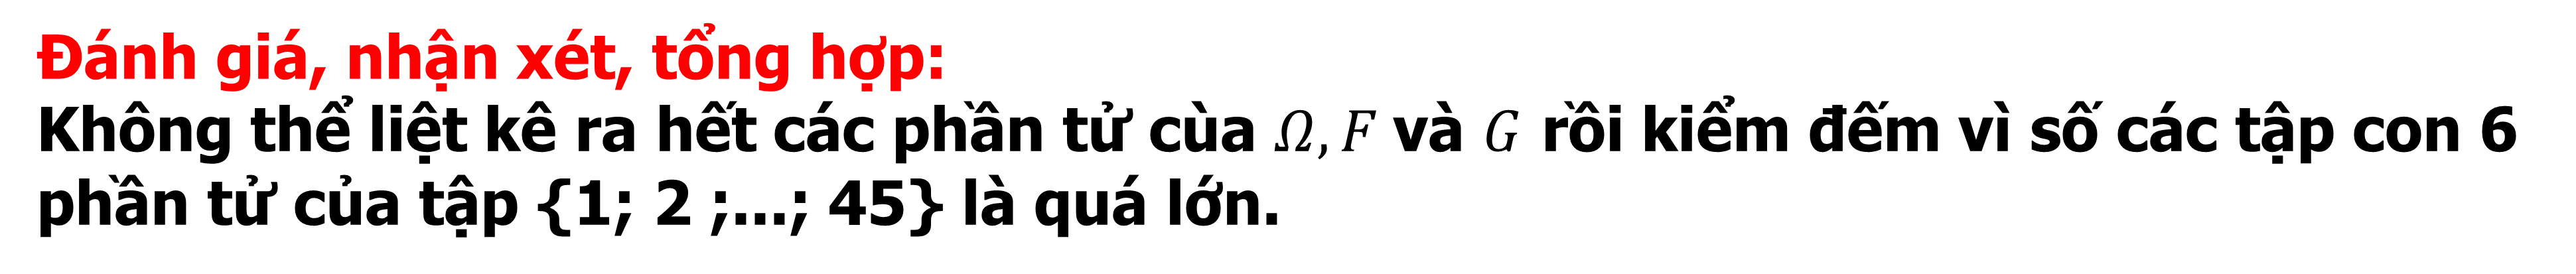 Đánh giá, nhận xét, tổng hợp:
Không thể liệt kê ra hết các phần tử cùa Ω, F và G rồi kiểm đếm vì số các tập con 6
phần tử của tập {1; 2 ;...; 45} là quá lớn.